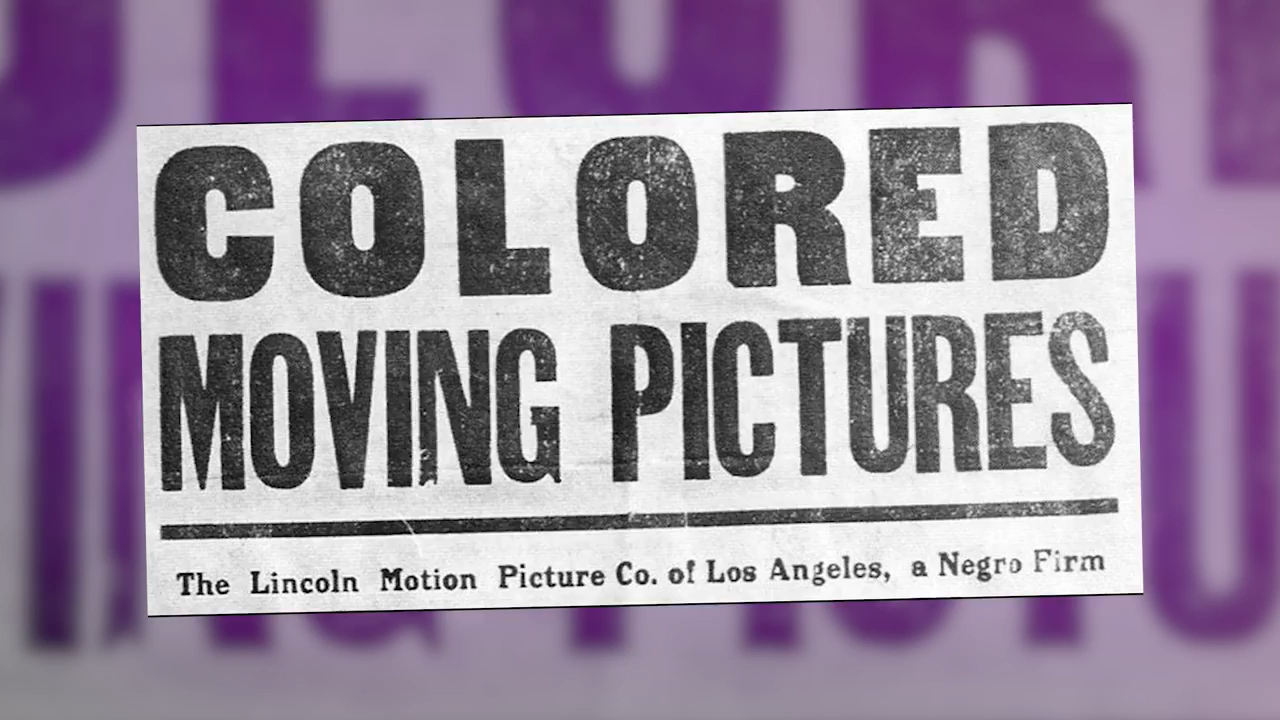 COLORED
MOVING PICTURES
The Lincoln Motion Picture Co. of Los Angeles, a Negro Firm